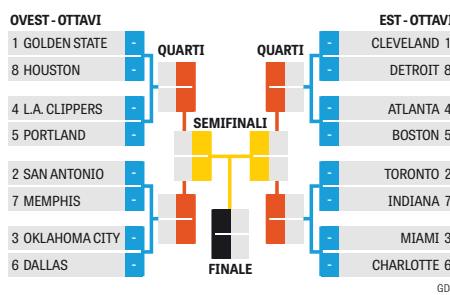 OVEST - OTTAVI
1 GOLDEN STATE -
8 HOUSTON -
4 L.A. CLIPPERS -
5 PORTLAND -
2 SAN ANTONIO -
7 MEMPHIS -
3 OKLAHOMA CITY -
6 DALLAS -
QUARTI
QUARTI
SEMIFINALI
FINALE
EST - OTTAVI
- CLEVELAND 1
- DETROIT 8
- ATLANTA 4
- BOSTON 5
- TORONTO 2
- INDIANA 7
- MIAMI 3
- CHARLOTTE 6
GD